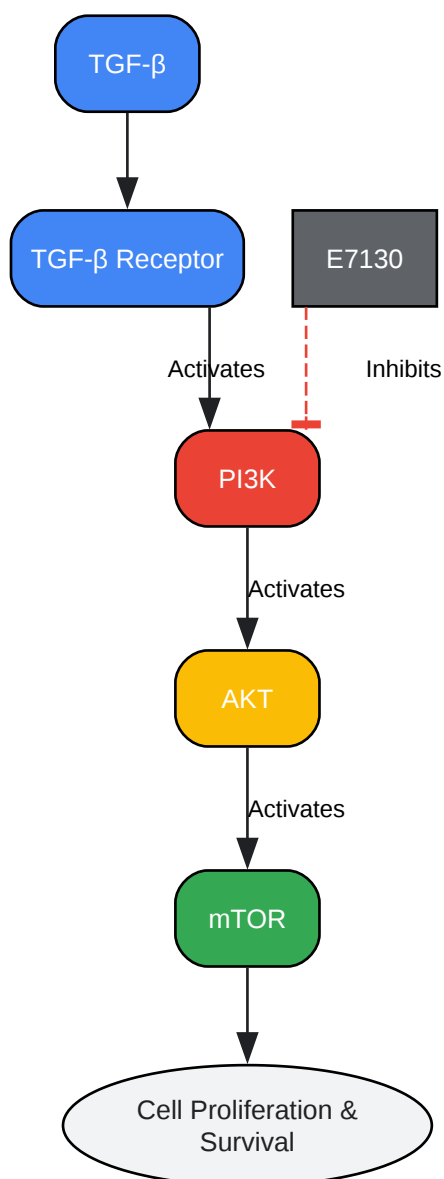 TGF-β
TGF-β Receptor
E7130
Activates
Inhibits
PI3K
Activates
AKT
Activates
mTOR
Cell Proliferation &
Survival